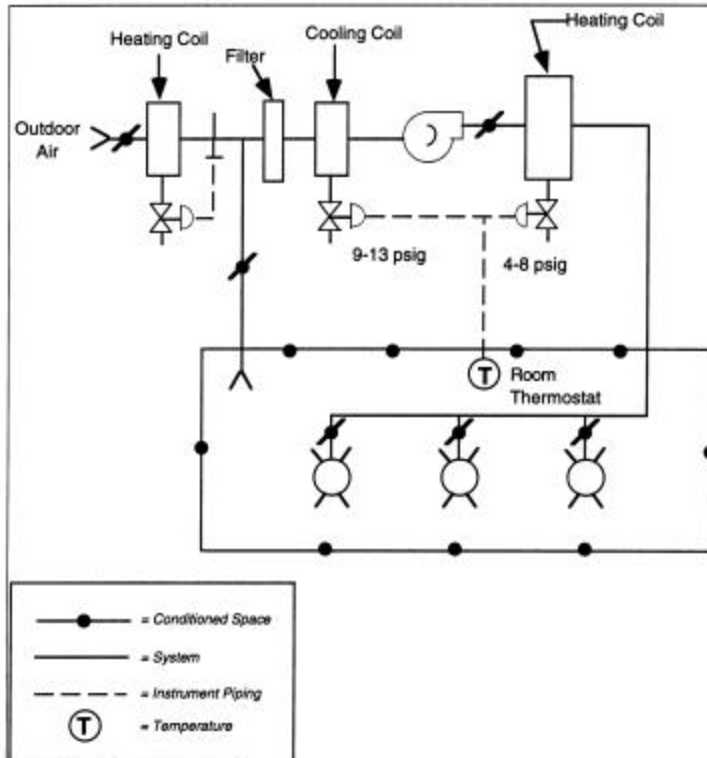 Heating Coil
Cooling Coil
Heating Coil
Filter
Outdoor
Air
9-13 psig
4-8 psig
T
Room
Thermostat
= Conditioned Space
= System
= Instrument Piping
T
= Temperature